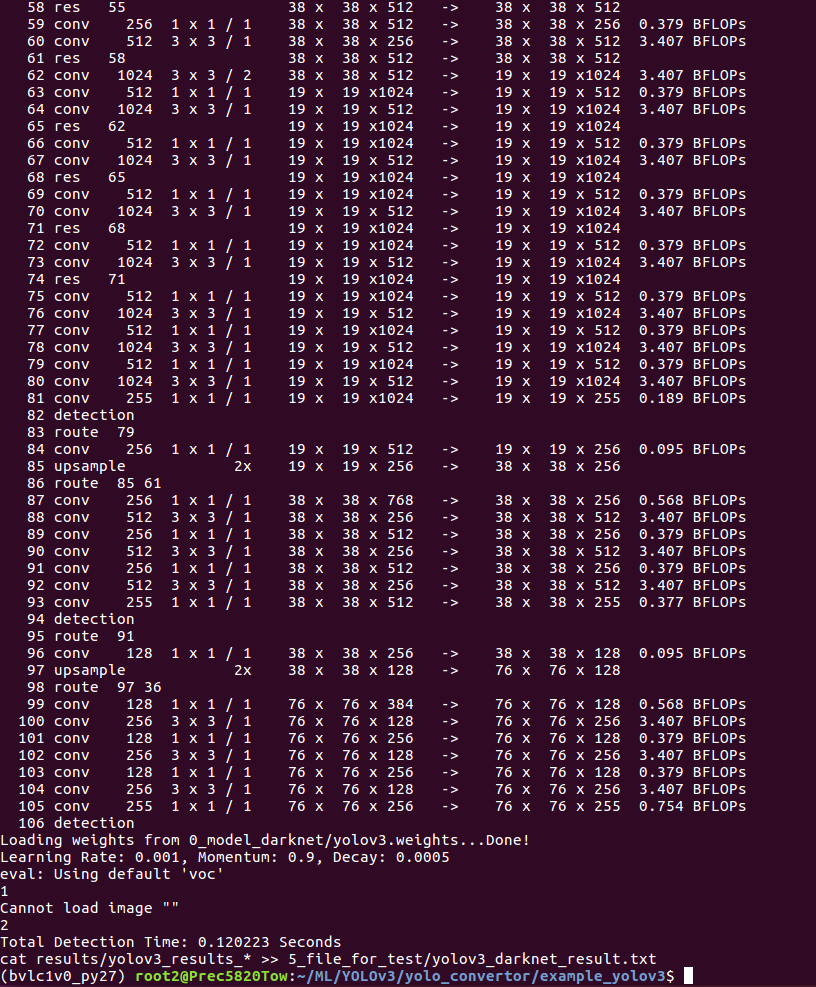 58 res   55                  38 x  38 x 512   ->    38 x  38 x 512
59 conv    256  1 x 1 / 1    38 x  38 x 512   ->    38 x  38 x 256  0.379 BFLOPs
60 conv    512  3 x 3 / 1    38 x  38 x 256   ->    38 x  38 x 512  3.407 BFLOPs
61 res   58                  38 x  38 x 512   ->    38 x  38 x 512
62 conv   1024  3 x 3 / 2    38 x  38 x 512   ->    19 x  19 x1024  3.407 BFLOPs
63 conv    512  1 x 1 / 1    19 x  19 x1024   ->    19 x  19 x 512  0.379 BFLOPs
64 conv   1024  3 x 3 / 1    19 x  19 x 512   ->    19 x  19 x1024  3.407 BFLOPs
65 res   62                  19 x  19 x1024   ->    19 x  19 x1024
66 conv    512  1 x 1 / 1    19 x  19 x1024   ->    19 x  19 x 512  0.379 BFLOPs
67 conv   1024  3 x 3 / 1    19 x  19 x 512   ->    19 x  19 x1024  3.407 BFLOPs
68 res   65                  19 x  19 x1024   ->    19 x  19 x1024
69 conv    512  1 x 1 / 1    19 x  19 x1024   ->    19 x  19 x 512  0.379 BFLOPs
70 conv   1024  3 x 3 / 1    19 x  19 x 512   ->    19 x  19 x1024  3.407 BFLOPs
71 res   68                  19 x  19 x1024   ->    19 x  19 x1024
72 conv    512  1 x 1 / 1    19 x  19 x1024   ->    19 x  19 x 512  0.379 BFLOPs
73 conv   1024  3 x 3 / 1    19 x  19 x 512   ->    19 x  19 x1024  3.407 BFLOPs
74 res   71                  19 x  19 x1024   ->    19 x  19 x1024
75 conv    512  1 x 1 / 1    19 x  19 x1024   ->    19 x  19 x 512  0.379 BFLOPs
76 conv   1024  3 x 3 / 1    19 x  19 x 512   ->    19 x  19 x1024  3.407 BFLOPs
77 conv    512  1 x 1 / 1    19 x  19 x1024   ->    19 x  19 x 512  0.379 BFLOPs
78 conv   1024  3 x 3 / 1    19 x  19 x 512   ->    19 x  19 x1024  3.407 BFLOPs
79 conv    512  1 x 1 / 1    19 x  19 x1024   ->    19 x  19 x 512  0.379 BFLOPs
80 conv   1024  3 x 3 / 1    19 x  19 x 512   ->    19 x  19 x1024  3.407 BFLOPs
81 conv    255  1 x 1 / 1    19 x  19 x1024   ->    19 x  19 x 255  0.189 BFLOPs
82 detection
83 route  79
84 conv    256  1 x 1 / 1    19 x  19 x 512   ->    19 x  19 x 256  0.095 BFLOPs
85 upsample            2x    19 x  19 x 256   ->    38 x  38 x 256
86 route  85 61
87 conv    256  1 x 1 / 1    38 x  38 x 768   ->    38 x  38 x 256  0.568 BFLOPs
88 conv    512  3 x 3 / 1    38 x  38 x 256   ->    38 x  38 x 512  3.407 BFLOPs
89 conv    256  1 x 1 / 1    38 x  38 x 512   ->    38 x  38 x 256  0.379 BFLOPs
90 conv    512  3 x 3 / 1    38 x  38 x 256   ->    38 x  38 x 512  3.407 BFLOPs
91 conv    256  1 x 1 / 1    38 x  38 x 512   ->    38 x  38 x 256  0.379 BFLOPs
92 conv    512  3 x 3 / 1    38 x  38 x 256   ->    38 x  38 x 512  3.407 BFLOPs
93 conv    255  1 x 1 / 1    38 x  38 x 512   ->    38 x  38 x 255  0.377 BFLOPs
94 detection
95 route  91
96 conv    128  1 x 1 / 1    38 x  38 x 256   ->    38 x  38 x 128  0.095 BFLOPs
97 upsample            2x    38 x  38 x 128   ->    76 x  76 x 128
98 route  97 36
99 conv    128  1 x 1 / 1    76 x  76 x 384   ->    76 x  76 x 128  0.568 BFLOPs
100 conv    256  3 x 3 / 1    76 x  76 x 128   ->    76 x  76 x 256  3.407 BFLOPs
101 conv    128  1 x 1 / 1    76 x  76 x 256   ->    76 x  76 x 128  0.379 BFLOPs
102 conv    256  3 x 3 / 1    76 x  76 x 128   ->    76 x  76 x 256  3.407 BFLOPs
103 conv    128  1 x 1 / 1    76 x  76 x 256   ->    76 x  76 x 128  0.379 BFLOPs
104 conv    256  3 x 3 / 1    76 x  76 x 128   ->    76 x  76 x 256  3.407 BFLOPs
105 conv    255  1 x 1 / 1    76 x  76 x 256   ->    76 x  76 x 255  0.754 BFLOPs
106 detection
Loading weights from 0_model_darknet/yolov3.weights...Done!
Learning Rate: 0.001, Momentum: 0.9, Decay: 0.0005
eval: Using default 'voc'
1
Cannot load image ""
2
Total Detection Time: 0.120223 Seconds
cat results/yolov3_results_* >> 5_file_for_test/yolov3_darknet_result.txt
(bvlc1v0_py27) root2@Prec5820Tow:~/ML/YOLOv3/yolo_convertor/example_yolov3$